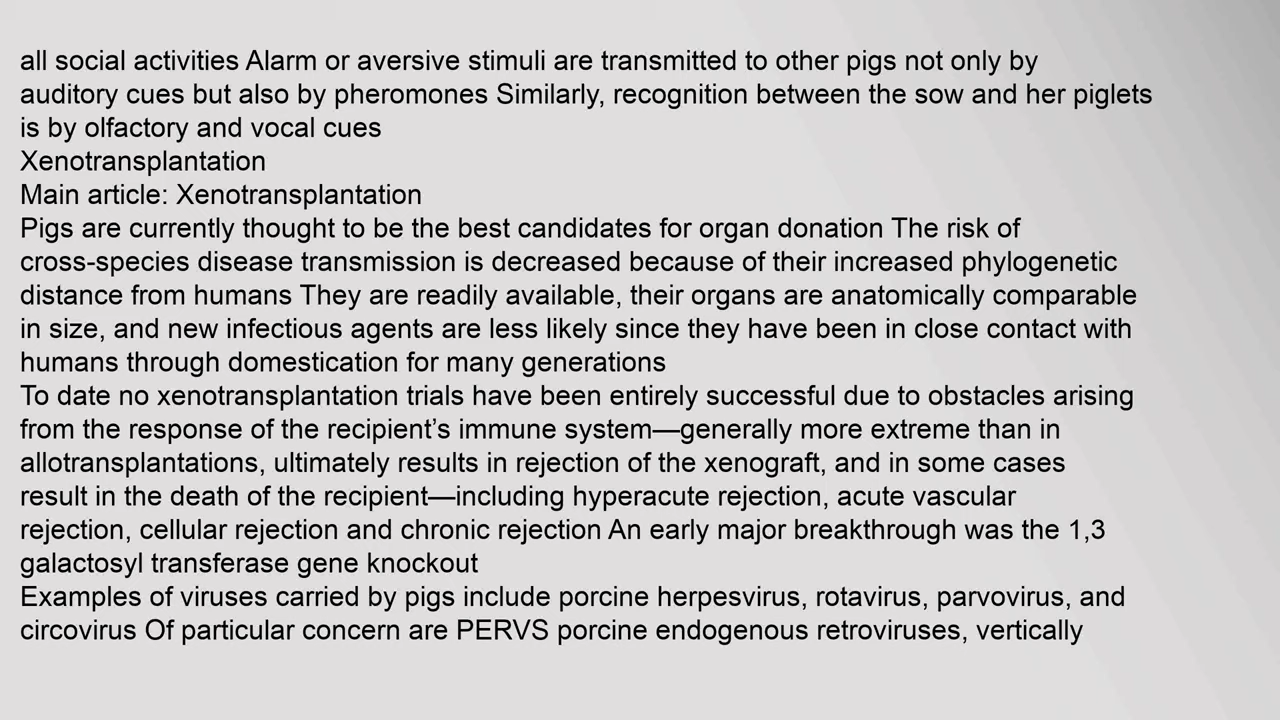 all social activities Alarm or aversive stimuli are transmitted to other pigs not only by
auditory cues but also by pheromones Similarly, recognition between the sow and her piglets
is by olfactory and vocal cues
Xenotransplantation
Main article: Xenotransplantation
Pigs are currently thought to be the best candidates for organ donation The risk of
cross-species disease transmission is decreased because of their increased phylogenetic
distance from humans They are readily available, their organs are anatomically comparable
in size, and new infectious agents are less likely since they have been in close contact with
humans through domestication for many generations
To date no xenotransplantation trials have been entirely successful due to obstacles arising
from the response of the recipient’s immune system—generally more extreme than in
allotransplantations, ultimately results in rejection of the xenograft, and in some cases
result in the death of the recipient—including hyperacute rejection, acute vascular
rejection, cellular rejection and chronic rejection An early major breakthrough was the 1,3
galactosyl transferase gene knockout
Examples of viruses carried by pigs include porcine herpesvirus, rotavirus, parvovirus, and
circovirus Of particular concern are PERVS porcine endogenous retroviruses, vertically